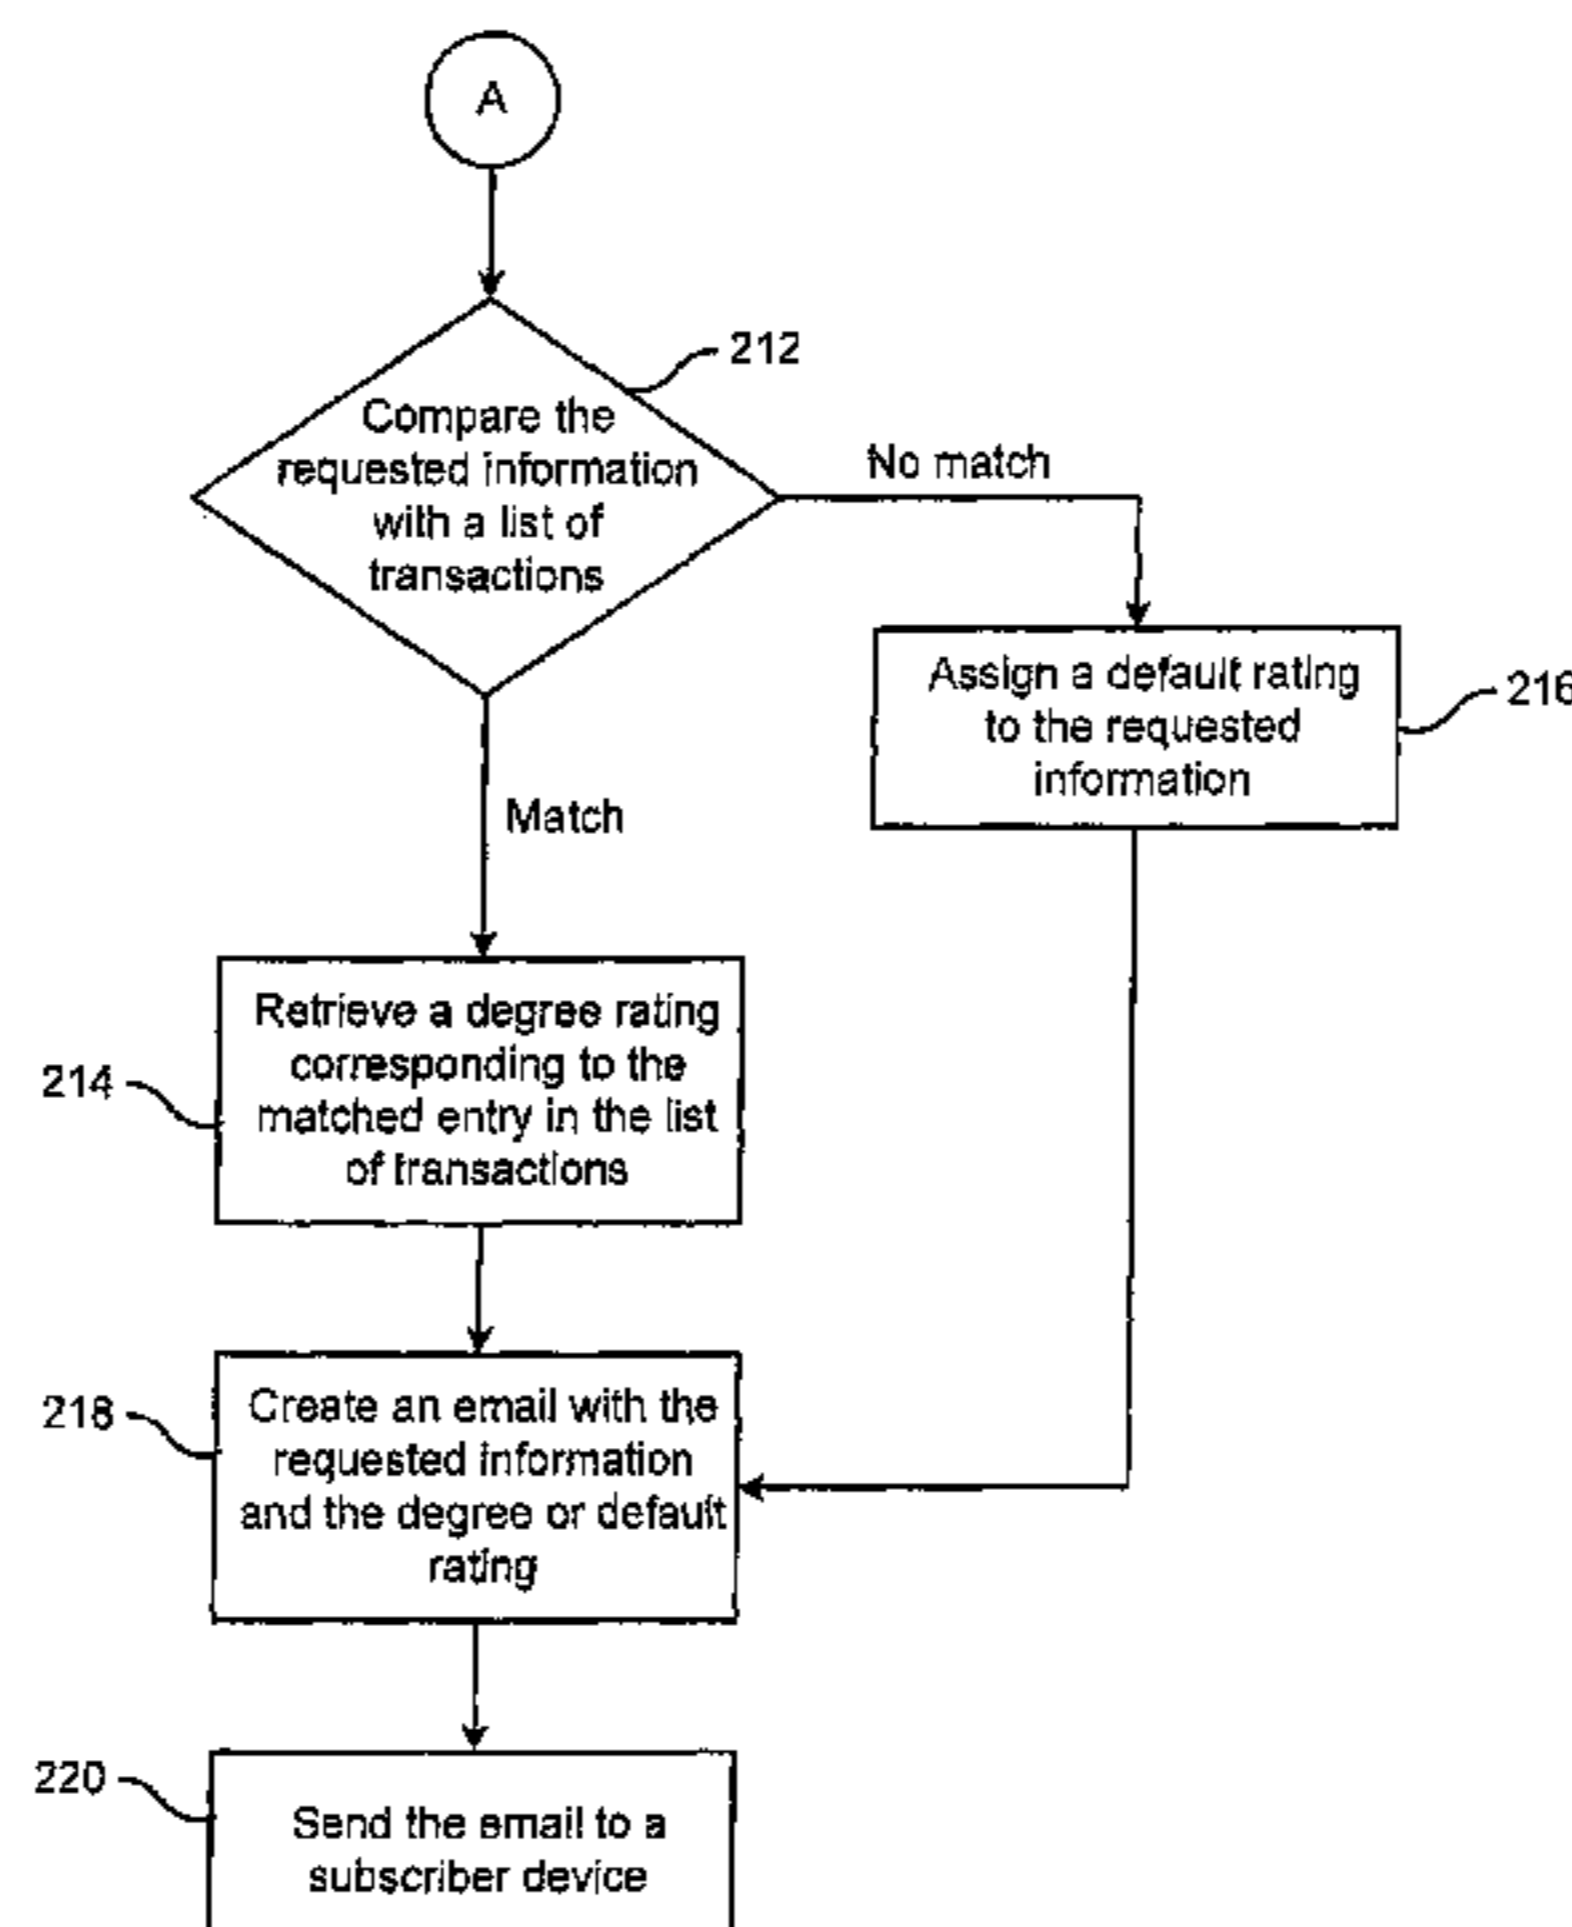 A
212
Compare the
requested information
with a list of
transactions
No match
Assign a default rating
to the requested
information
216
Match
Retrieve a degree rating
corresponding to the
matched entry in the list
of transactions
214
Create an email with the
requested information
and the degree or default
rating
218
220
Send the email to a
subscriber device